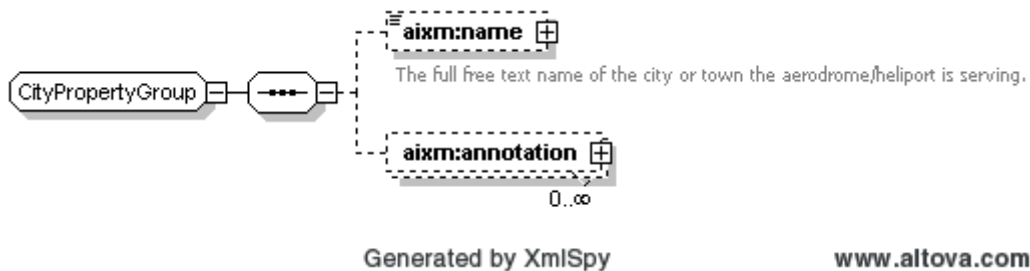 aixm:name
CityPropertyGroup
The full free text name of the city or town the aerodrome/heliport is serving.
aixm:annotation
0..∞
Generated by XmlSpy www.altova.com